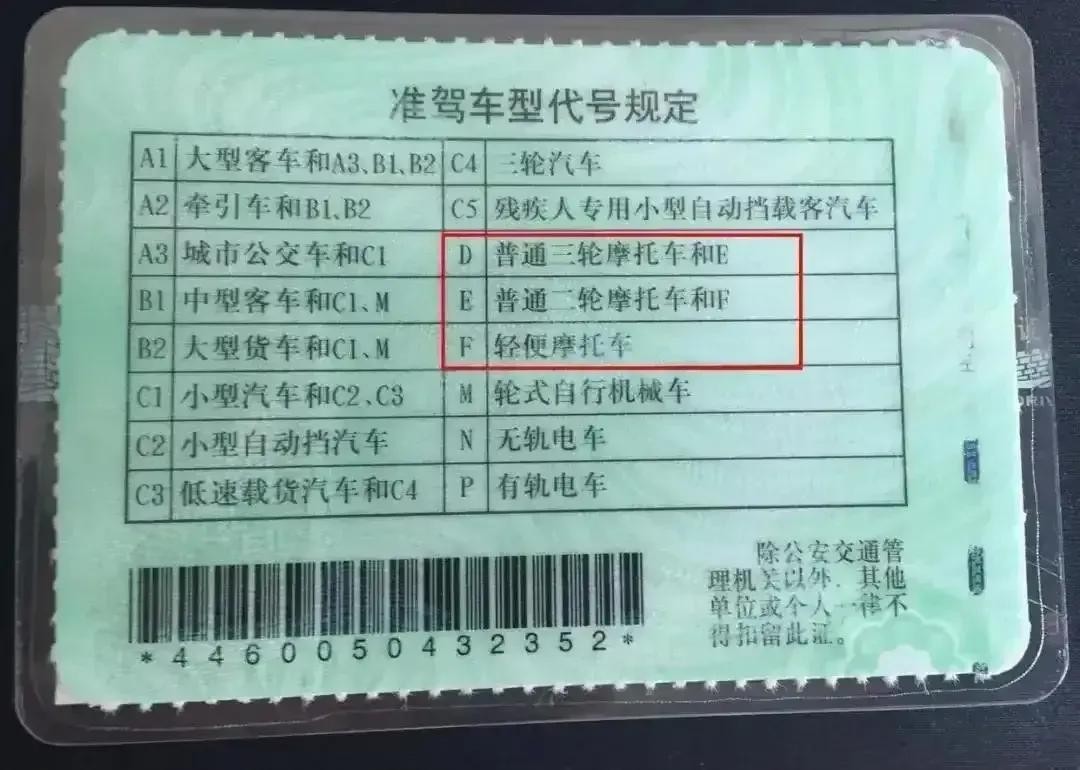 准驾车型代号规定
A1 大型客车和A3、B1、B2 C4 三轮汽车
A2 牵引车和B1、B2 C5 残疾人专用小型自动挡载客汽车
A3 城市公交车和C1 D 普通三轮摩托车和E
B1 中型客车和C1、M E 普通二轮摩托车和F
B2 大型货车和C1、M F 轻便摩托车
C1 小型汽车和C2、C3 M 轮式自行机械车
C2 小型自动挡汽车 N 无轨电车
C3 低速载货汽车和C4 P 有轨电车
除公安交通管
理机关以外，其他
单位或个人一律不
得扣留此证。
*4460050432352*